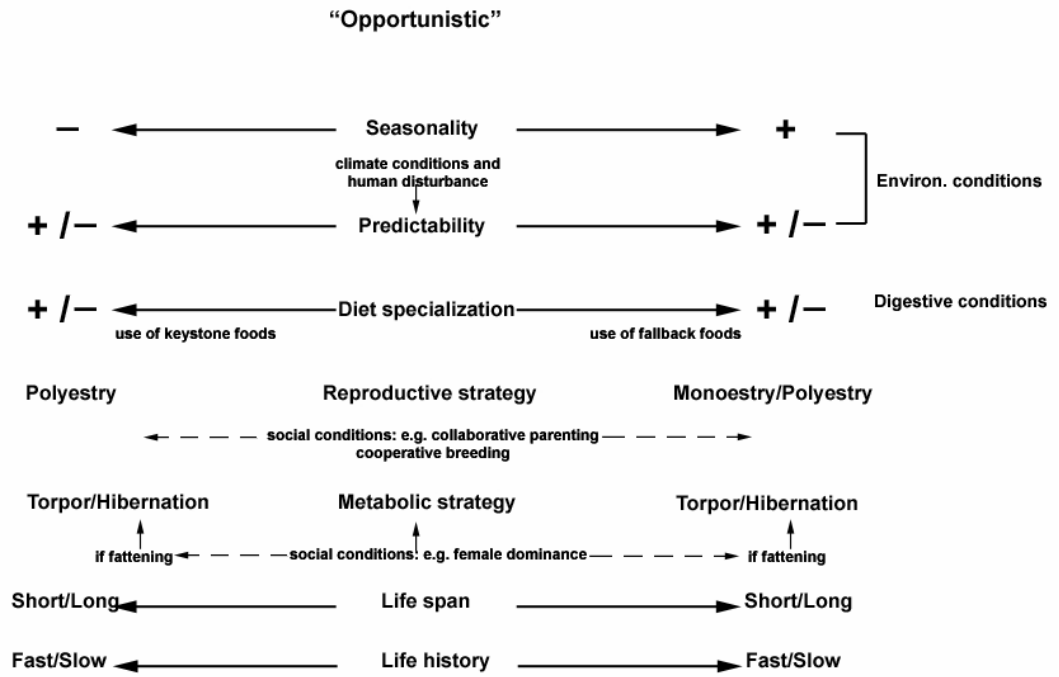 “Opportunistic”
– Seasonality +
climate conditions and
human disturbance
Environ. conditions
+ /– Predictability + /–
+ /– Diet specialization + /–
Digestive conditions
use of keystone foods use of fallback foods
Polyestry Reproductive strategy Monoestry/Polyestry
social conditions: e.g. collaborative parenting
cooperative breeding
Torpor/Hibernation Metabolic strategy Torpor/Hibernation
if fattening social conditions: e.g. female dominance if fattening
Short/Long Life span Short/Long
Fast/Slow Life history Fast/Slow